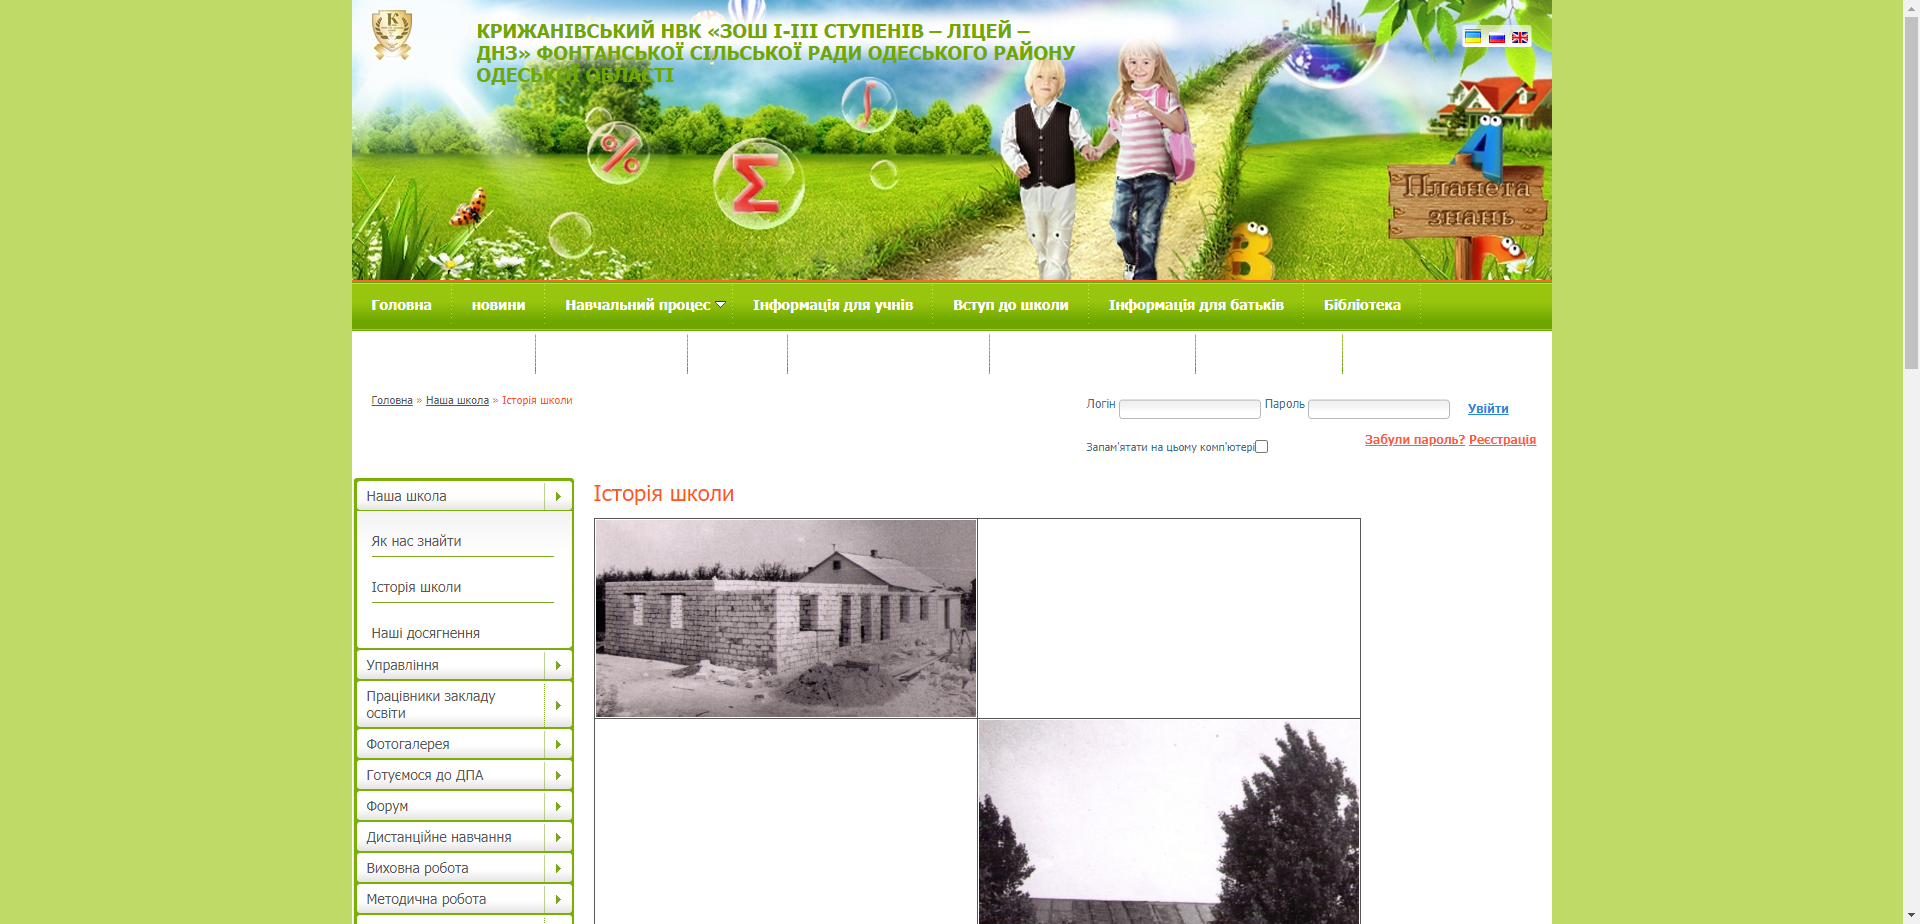 КРИЖАНІВСЬКИЙ НВК «ЗОШ І-ІІІ СТУПЕНІВ – ЛІЦЕЙ –
ДНЗ» ФОНТАНСЬКОЇ СІЛЬСЬКОЇ РАДИ ОДЕСЬКОГО РАЙОНУ
ОДЕСЬКОЇ ОБЛАСТІ
Планета
знань
Головна
новини
Навчальний процес
Інформація для учнів
Вступ до школи
Інформація для батьків
Бібліотека
Головна » Наша школа » Історія школи
Логін
Пароль
Увійти
Запам'ятати на цьому комп'ютері
Забули пароль? Реєстрація
Наша школа
Як нас знайти
Історія школи
Наші досягнення
Управління
Працівники закладу
освіти
Фотогалерея
Готуємося до ДПА
Форум
Дистанційне навчання
Виховна робота
Методична робота
Історія школи